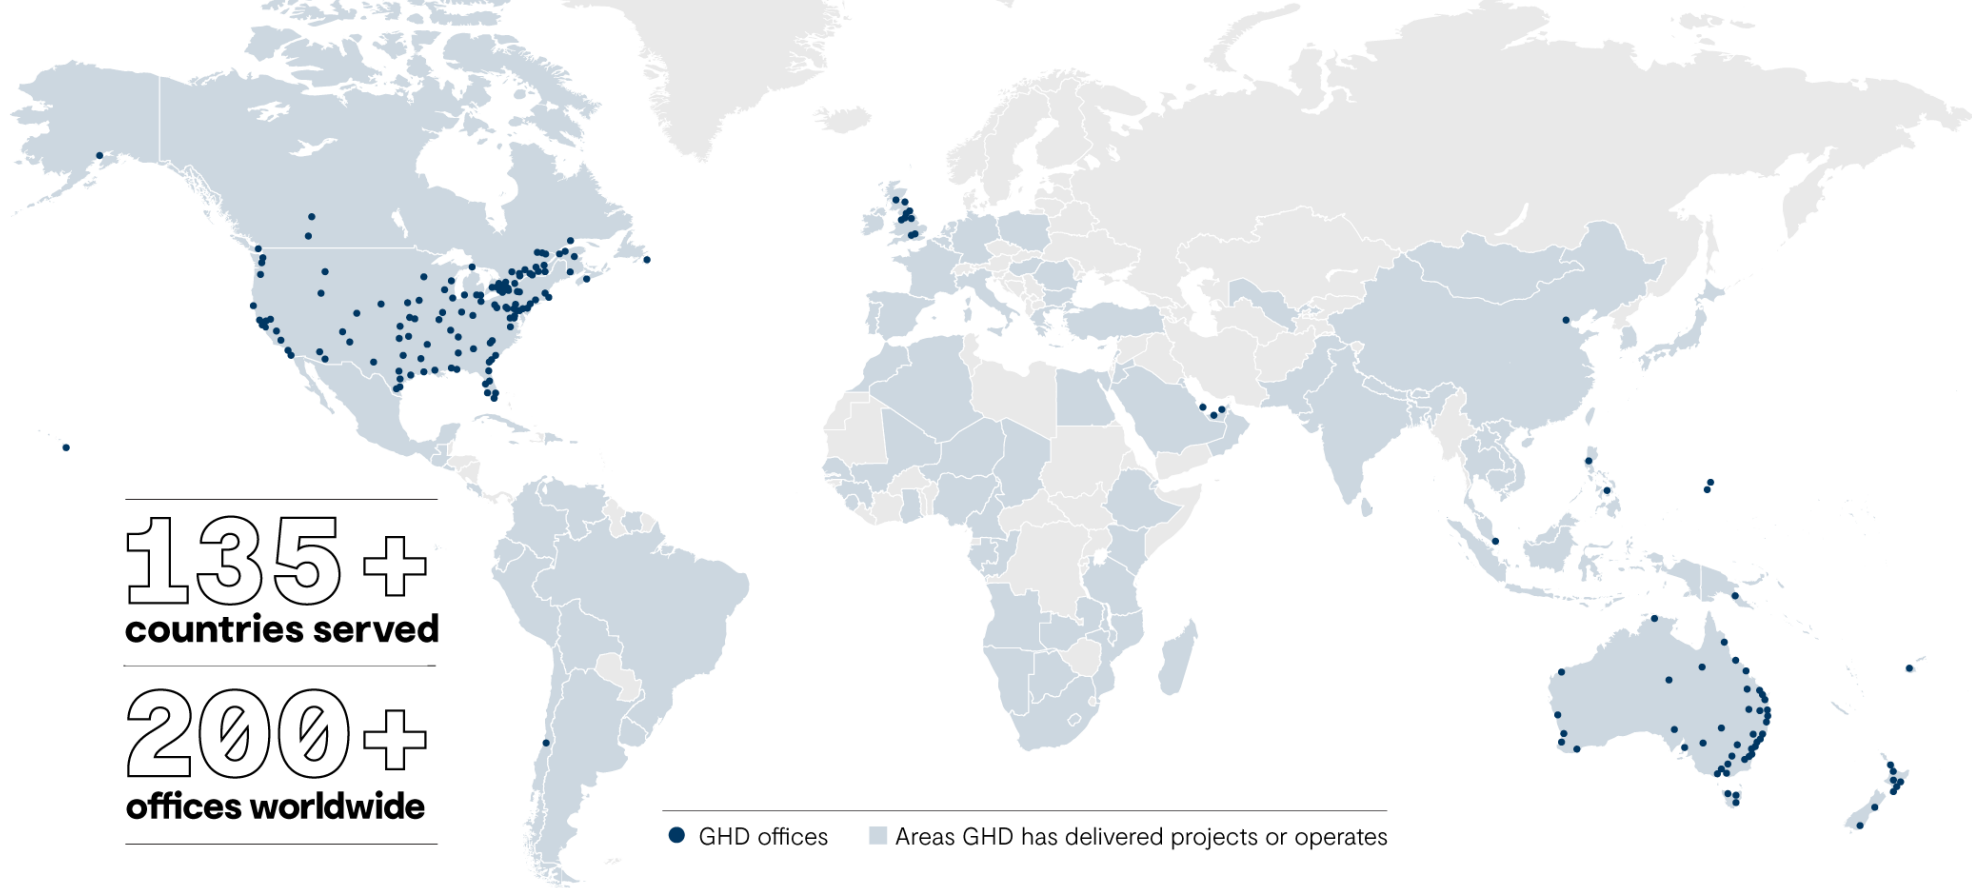 135+
countries served
200+
offices worldwide
GHD offices
Areas GHD has delivered projects or operates